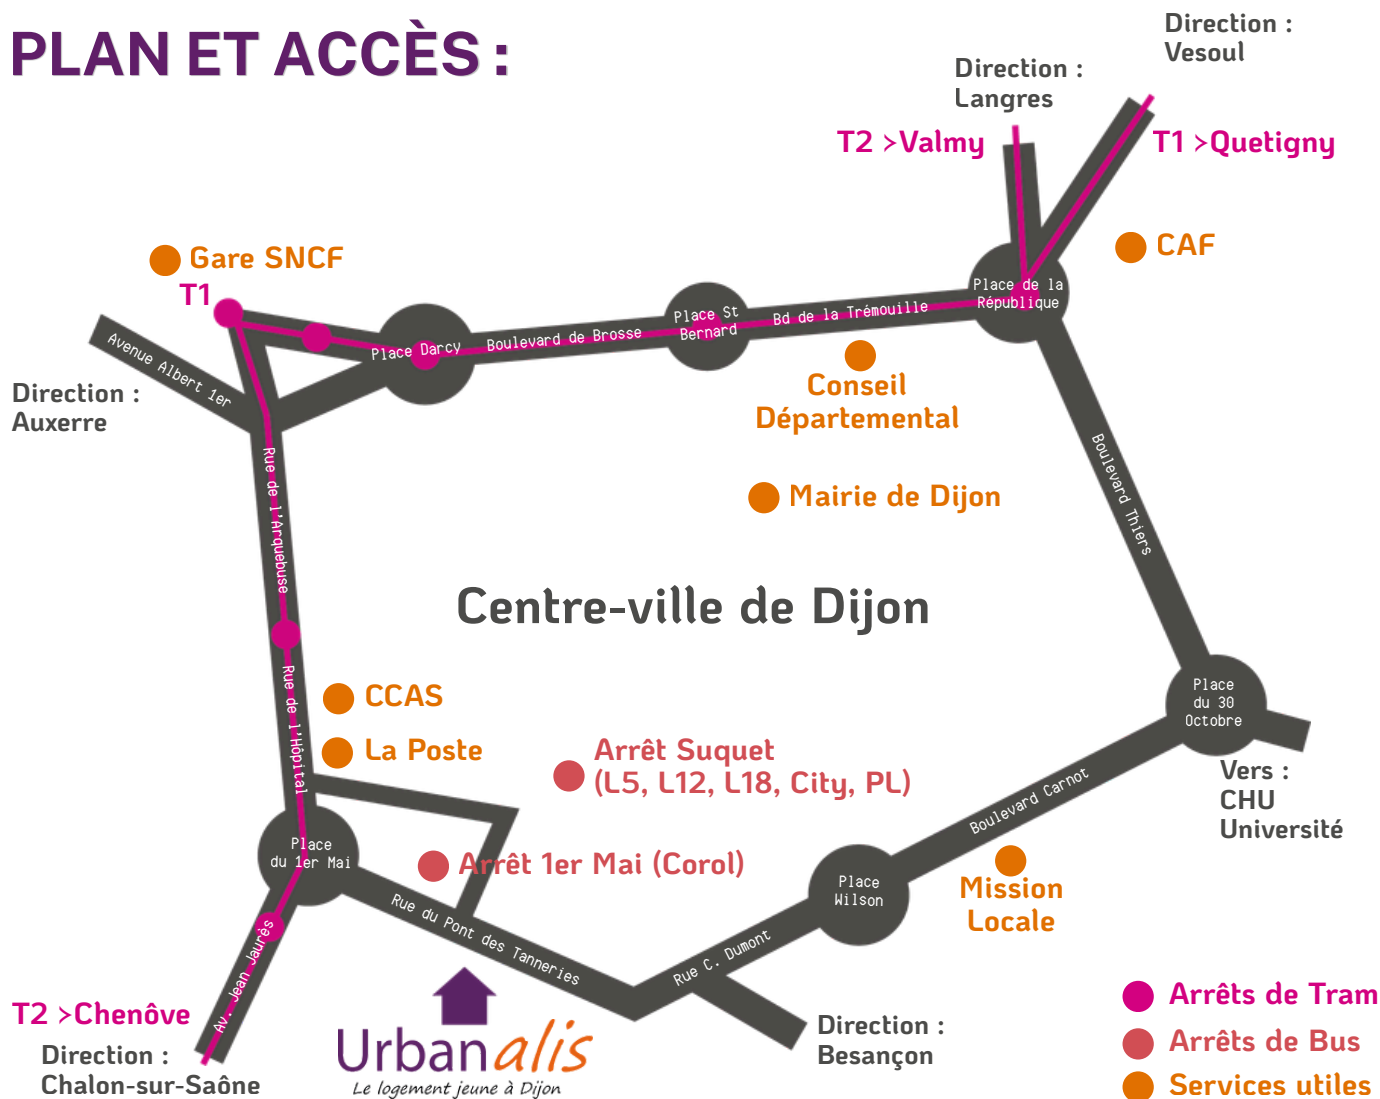 PLAN ET ACCÈS :
Direction :
Vesoul
Direction :
Langres
T2 >Valmy
T1 >Quetigny
Gare SNCF
T1
CAF
Place de la
République
Place St
Bernard
Bd de la Trémouille
Boulevard de Brosse
Place Darcy
Avenue Albert 1er
Direction :
Auxerre
Conseil
Départemental
Mairie de Dijon
Rue de l'Arquebuse
Boulevard Thiers
Centre-ville de Dijon
Rue de l'Hôpital
CCAS
La Poste
Arrêt Suquet
(L5, L12, L18, City, PL)
Place
du 30
Octobre
Vers :
CHU
Université
Boulevard Carnot
Place
du 1er Mai
Arrêt 1er Mai (Corol)
Place
Wilson
Mission
Locale
Rue du Pont des Tanneries
Rue C. Dumont
Av. Jean Jaurès
T2 >Chenôve
Direction :
Chalon-sur-Saône
Urbanalis
Le logement jeune à Dijon
Direction :
Besançon
Arrêts de Tram
Arrêts de Bus
Services utiles